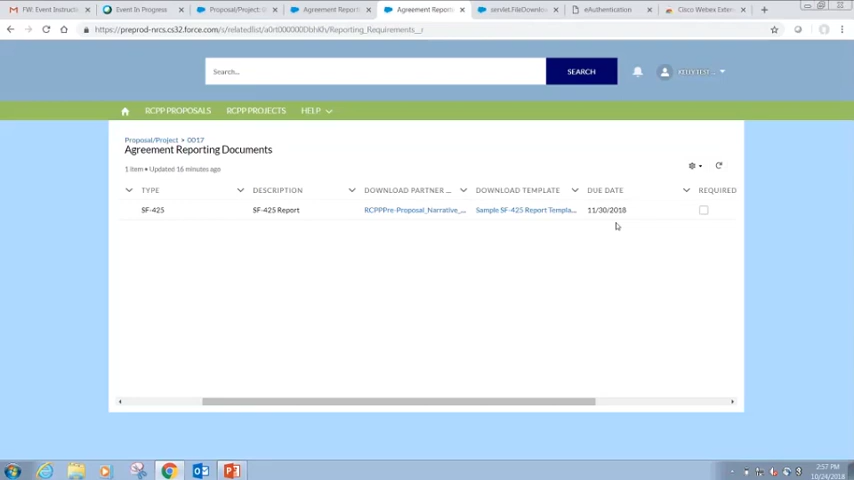 FW: Event Instructi
Event In Progress
Proposal/Project:
Agreement Report
Agreement Report
servlet.FileDownlo
eAuthentication
Cisco Webex Exten
https://preprod-nrcs.cs32.force.com/s/relatedlist/a0rt000000DbhKh/Reporting_Requirements__r
Search...
SEARCH
RCPP PROPOSALS
RCPP PROJECTS
HELP
Proposal/Project > 0017
Agreement Reporting Documents
1 item • Updated 16 minutes ago
TYPE DESCRIPTION DOWNLOAD PARTNER ... DOWNLOAD TEMPLATE DUE DATE REQUIRED
SF-425 SF-425 Report RCPPPre-Proposal_Narrative_... Sample SF-425 Report Templa... 11/30/2018
2:57 PM
10/24/2018